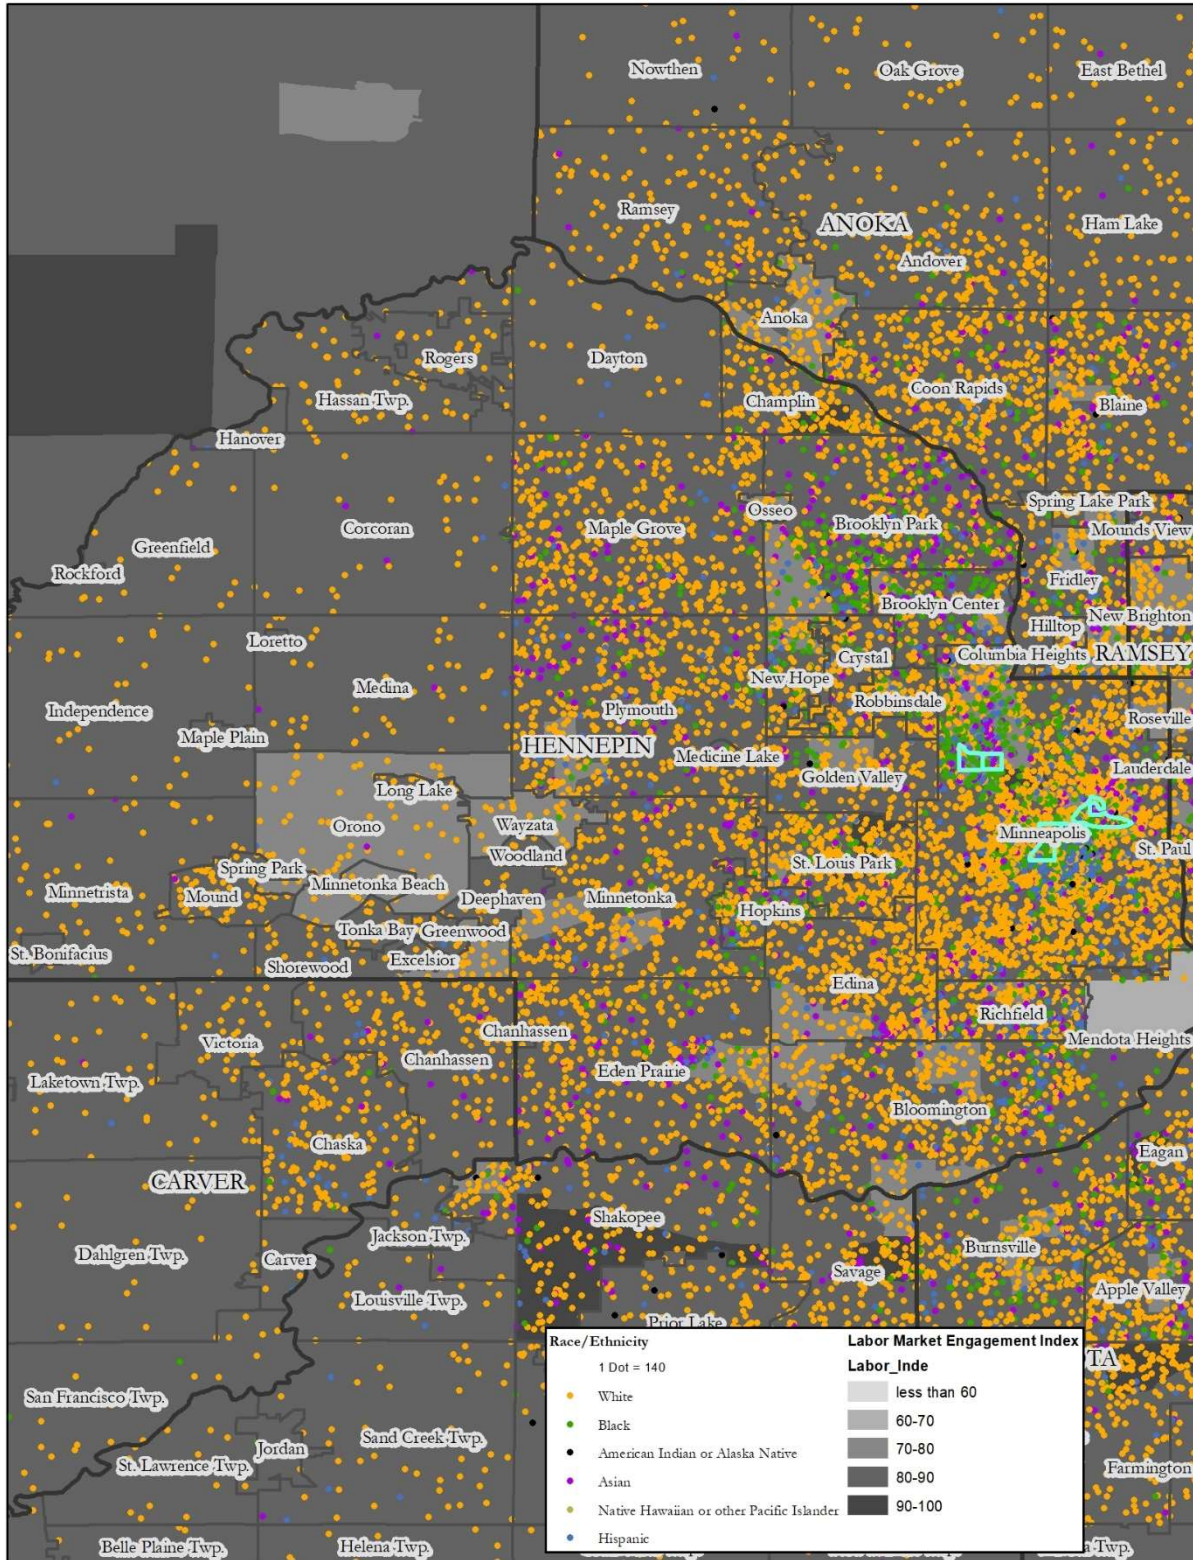 Nowthen
Oak Grove
East Bethel
Ramsey
ANOKA
Ham Lake
Andover
Anoka
Rogers
Dayton
Coon Rapids
Hassan Twp.
Champlin
Blaine
Hanover
Spring Lake Park
Osseo
Corcoran
Maple Grove
Brooklyn Park
Mounds View
Greenfield
Rockford
Fridley
Brooklyn Center
New Brighton
Hilltop
Loretto
Crystal
Columbia Heights
RAMSEY
New Hope
Medina
Robbinsdale
Independence
Plymouth
Roseville
Maple Plain
HENNEPIN
Medicine Lake
Lauderdale
Golden Valley
Long Lake
Orono
Wayzata
Minneapolis
Woodland
St. Paul
Spring Park
St. Louis Park
Minnetrista
Mound
Minnetonka Beach
Deephaven
Minnetonka
Hopkins
Tonka Bay
Greenwood
St. Bonifacius
Excelsior
Shorewood
Edina
Richfield
Victoria
Chanhassen
Mendota Heights
Chanhassen
Laketown Twp.
Eden Prairie
Bloomington
Chaska
Eagan
CARVER
Shakopee
Jackson Twp.
Dahlgren Twp.
Carver
Burnsville
Savage
Apple Valley
Louisville Twp.
Prior Lake
Race/Ethnicity
1 Dot = 140
White
Black
American Indian or Alaska Native
Asian
Native Hawaiian or other Pacific Islander
Hispanic
Labor Market Engagement Index
Labor_Inde
less than 60
60-70
70-80
80-90
90-100
TA
San Francisco Twp.
Jordan
Sand Creek Twp.
St. Lawrence Twp.
Farmington
Belle Plaine Twp.
Helena Twp.
Twp.